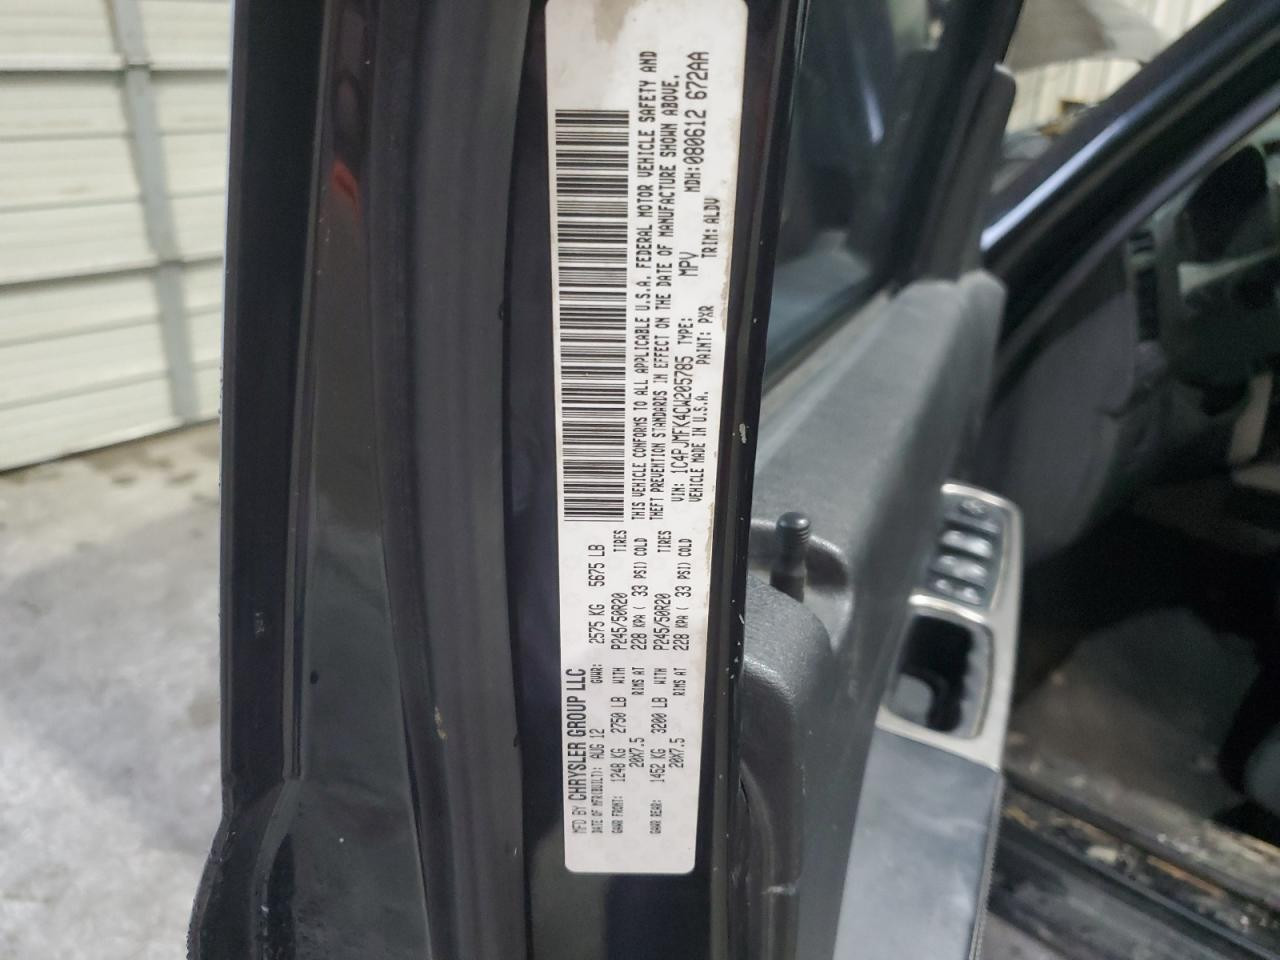 MFD BY CHRYSLER GROUP LLC
DATE OF MFR(BUILT): AUG 12 GVWR: 2575 KG 5675 LB
GAWR FRONT: 1248 KG 2750 LB WITH P245/50R20 TIRES
20X7.5 RIMS AT 228 KPA ( 33 PSI) COLD
GAWR REAR: 1452 KG 3200 LB WITH P245/50R20 TIRES
20X7.5 RIMS AT 228 KPA ( 33 PSI) COLD
THIS VEHICLE CONFORMS TO ALL APPLICABLE U.S.A. FEDERAL MOTOR VEHICLE SAFETY AND
THEFT PREVENTION STANDARDS IN EFFECT ON THE DATE OF MANUFACTURE SHOWN ABOVE.
VIN: 1C4PJMFK4CW205785 TYPE: MPV MDH:080612 672AA
VEHICLE MADE IN U.S.A. PAINT: PXR TRIM: ALDV